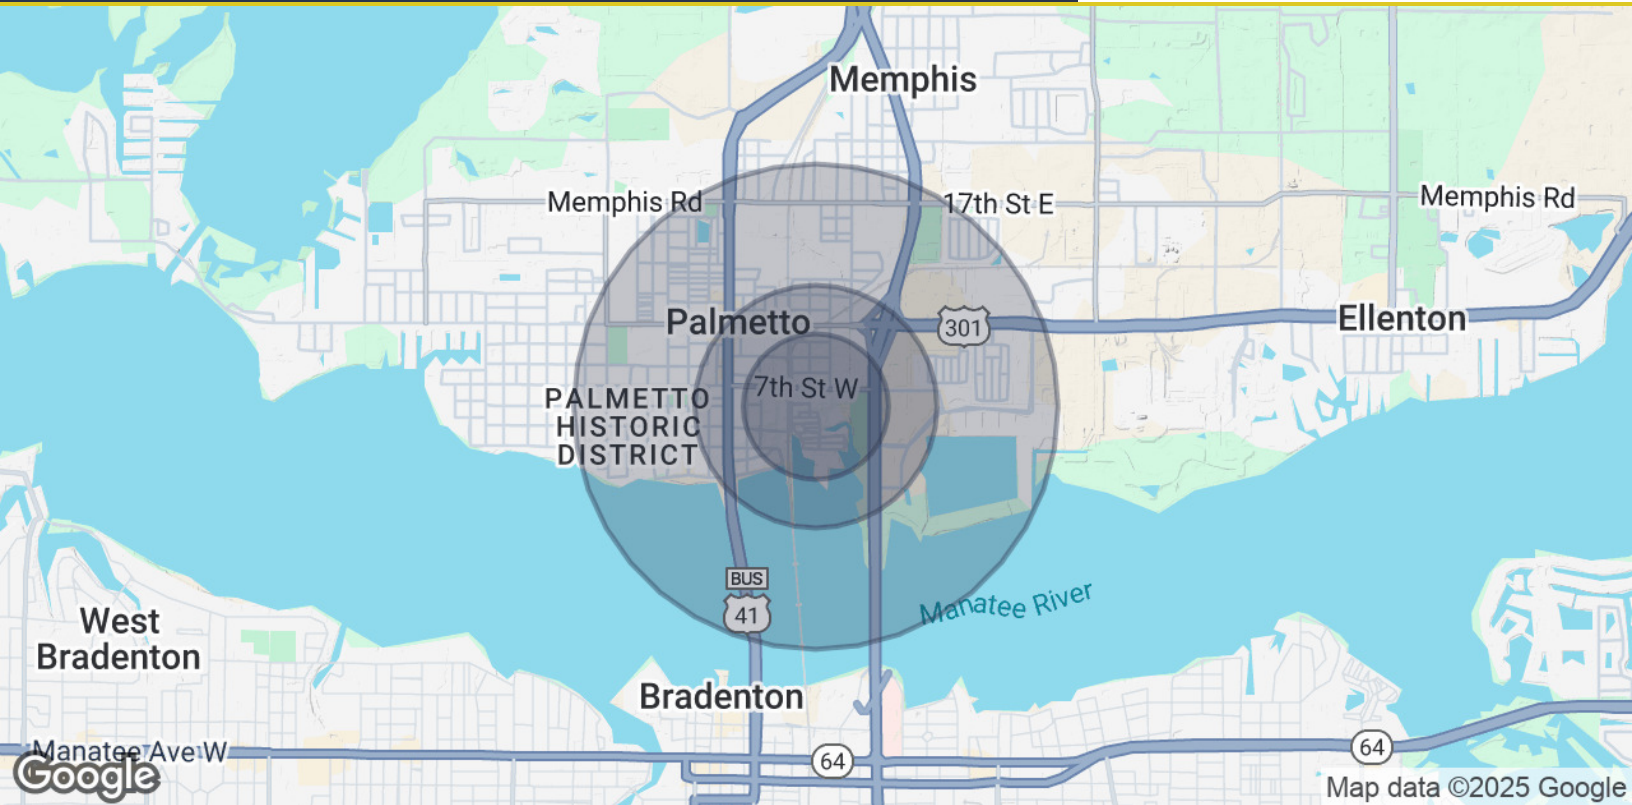 Memphis
Memphis Rd
17th St E
Memphis Rd
Palmetto
301
Ellenton
7th St W
PALMETTO
HISTORIC
DISTRICT
BUS
41
Manatee River
West
Bradenton
Bradenton
Manatee Ave W
64
64
Google
Map data ©2025 Google